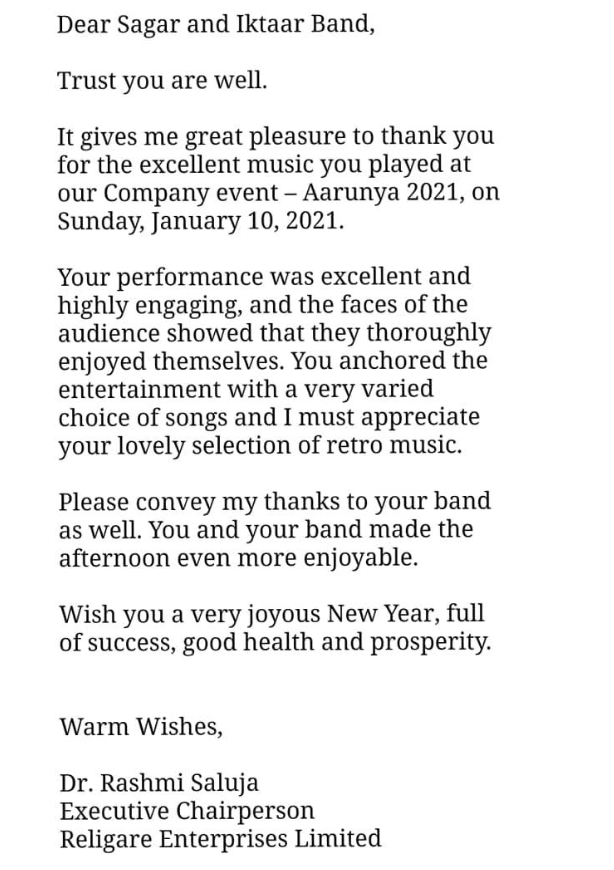 Dear Sagar and Iktaar Band,
Trust you are well.
It gives me great pleasure to thank you
for the excellent music you played at
our Company event – Aarunya 2021, on
Sunday, January 10, 2021.
Your performance was excellent and
highly engaging, and the faces of the
audience showed that they thoroughly
enjoyed themselves. You anchored the
entertainment with a very varied
choice of songs and I must appreciate
your lovely selection of retro music.
Please convey my thanks to your band
as well. You and your band made the
afternoon even more enjoyable.
Wish you a very joyous New Year, full
of success, good health and prosperity.
Warm Wishes,
Dr. Rashmi Saluja
Executive Chairperson
Religare Enterprises Limited